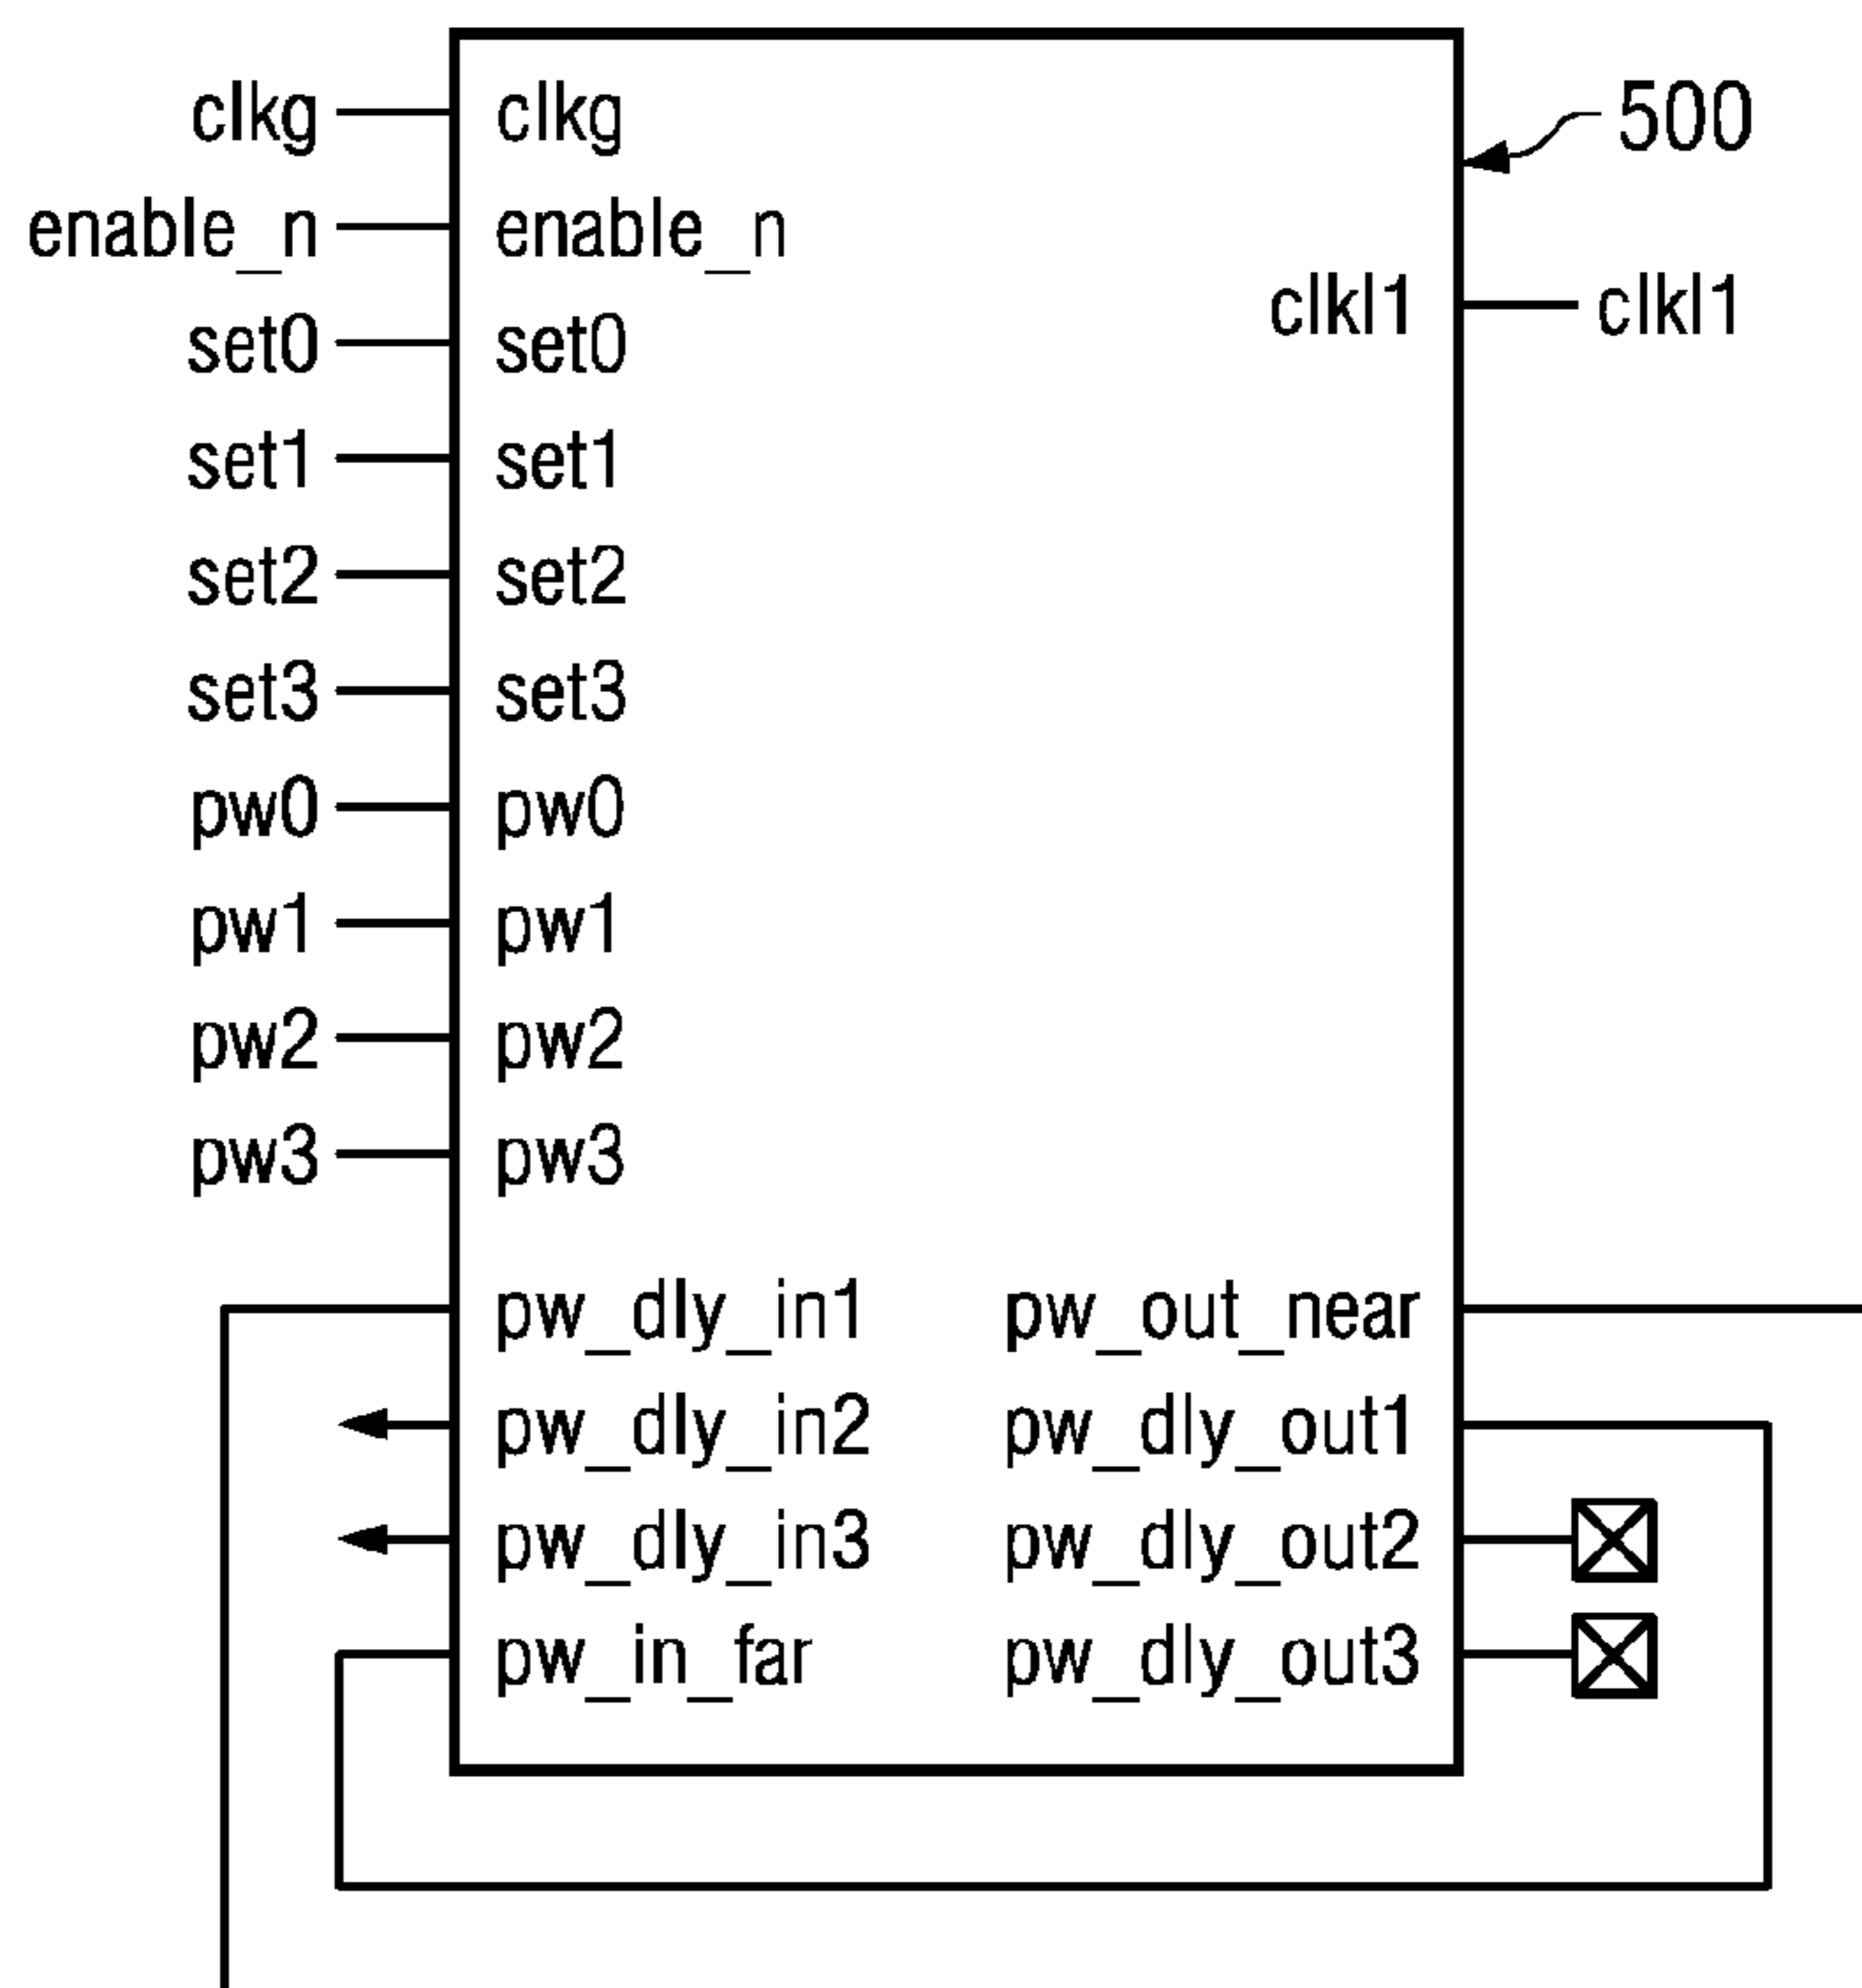 clkg clkg 500
enable_n enable_n
clkl1 clkl1
set0 set0
set1 set1
set2 set2
set3 set3
pw0 pw0
pw1 pw1
pw2 pw2
pw3 pw3
pw_dly_in1 pw_out_near
pw_dly_in2 pw_dly_out1
pw_dly_in3 pw_dly_out2
pw_in_far pw_dly_out3